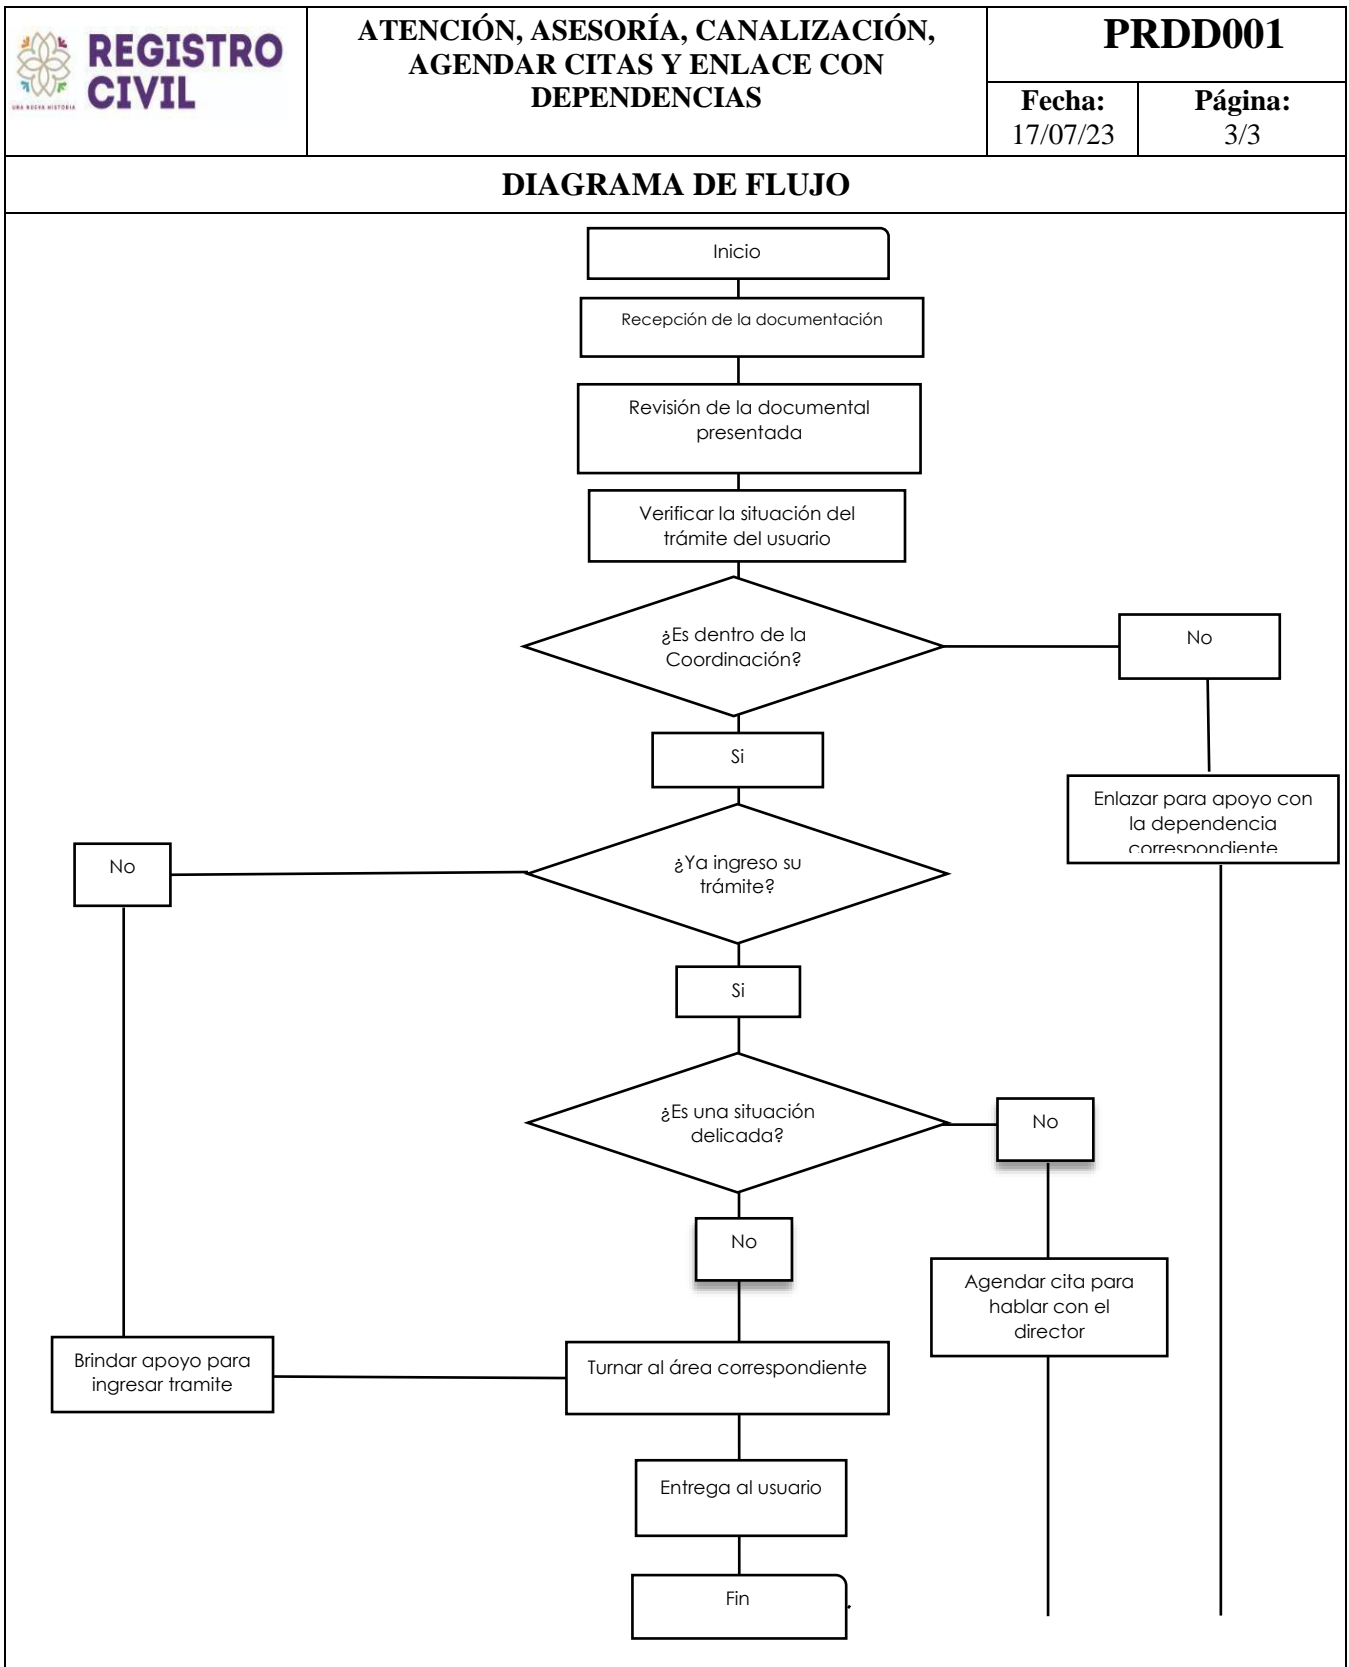 REGISTRO
CIVIL
UNA NUEVA HISTORIA
ATENCIÓN, ASESORÍA, CANALIZACIÓN,
AGENDAR CITAS Y ENLACE CON
DEPENDENCIAS
PRDD001
Fecha:
17/07/23
Página:
3/3
DIAGRAMA DE FLUJO
Inicio
Recepción de la documentación
Revisión de la documental
presentada
Verificar la situación del
trámite del usuario
¿Es dentro de la
Coordinación?
No
Si
Enlazar para apoyo con
la dependencia
correspondiente
¿Ya ingreso su
trámite?
No
Si
¿Es una situación
delicada?
No
No
Agendar cita para
hablar con el
director
Brindar apoyo para
ingresar tramite
Turnar al área correspondiente
Entrega al usuario
Fin